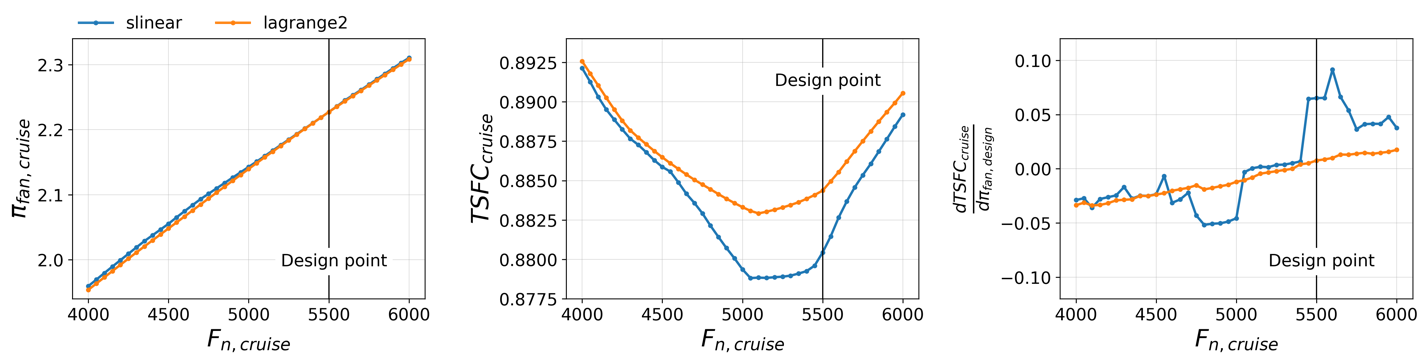 slinear
lagrange2
π_fan, cruise
2.3
2.2
2.1
2.0
Design point
4000 4500 5000 5500 6000
F_n, cruise
TSFC_cruise
0.8925
0.8900
0.8875
0.8850
0.8825
0.8800
0.8775
Design point
4000 4500 5000 5500 6000
F_n, cruise
dTSFC_cruise
dπ_fan, design
0.10
0.05
0.00
−0.05
−0.10
Design point
4000 4500 5000 5500 6000
F_n, cruise